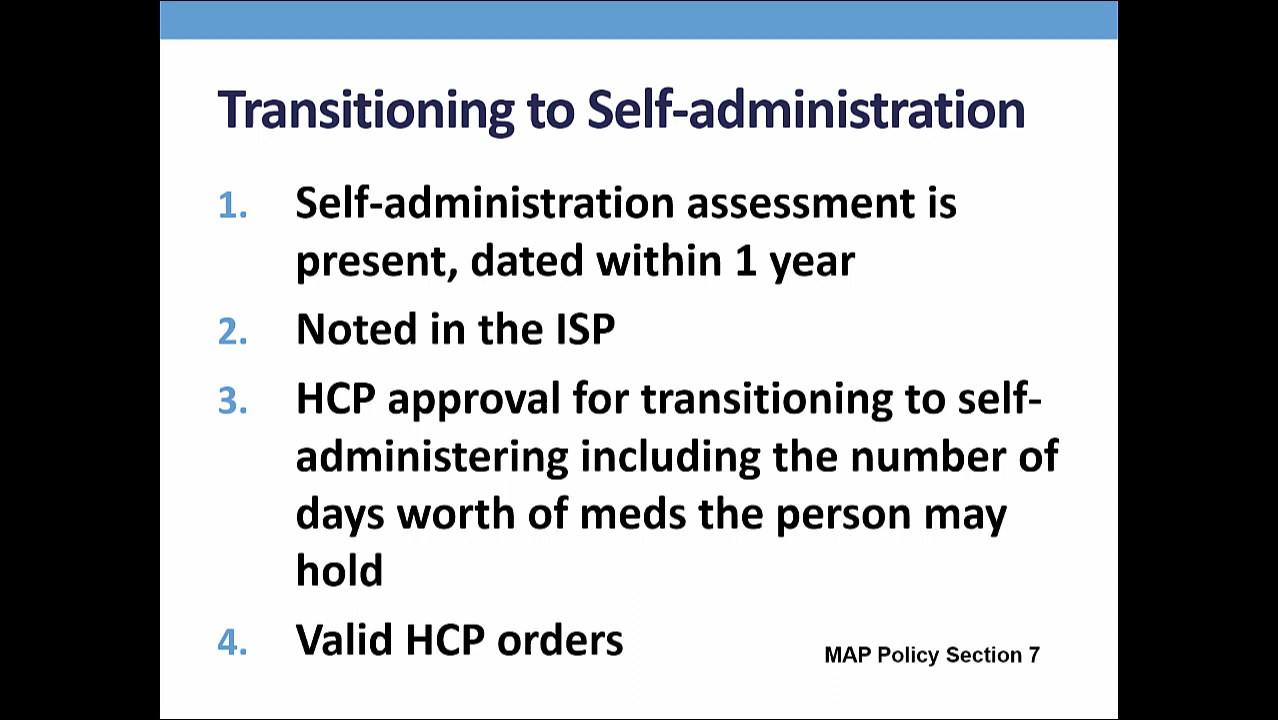 Transitioning to Self-administration
1. Self-administration assessment is
present, dated within 1 year
2. Noted in the ISP
3. HCP approval for transitioning to self-
administering including the number of
days worth of meds the person may
hold
4. Valid HCP orders
MAP Policy Section 7